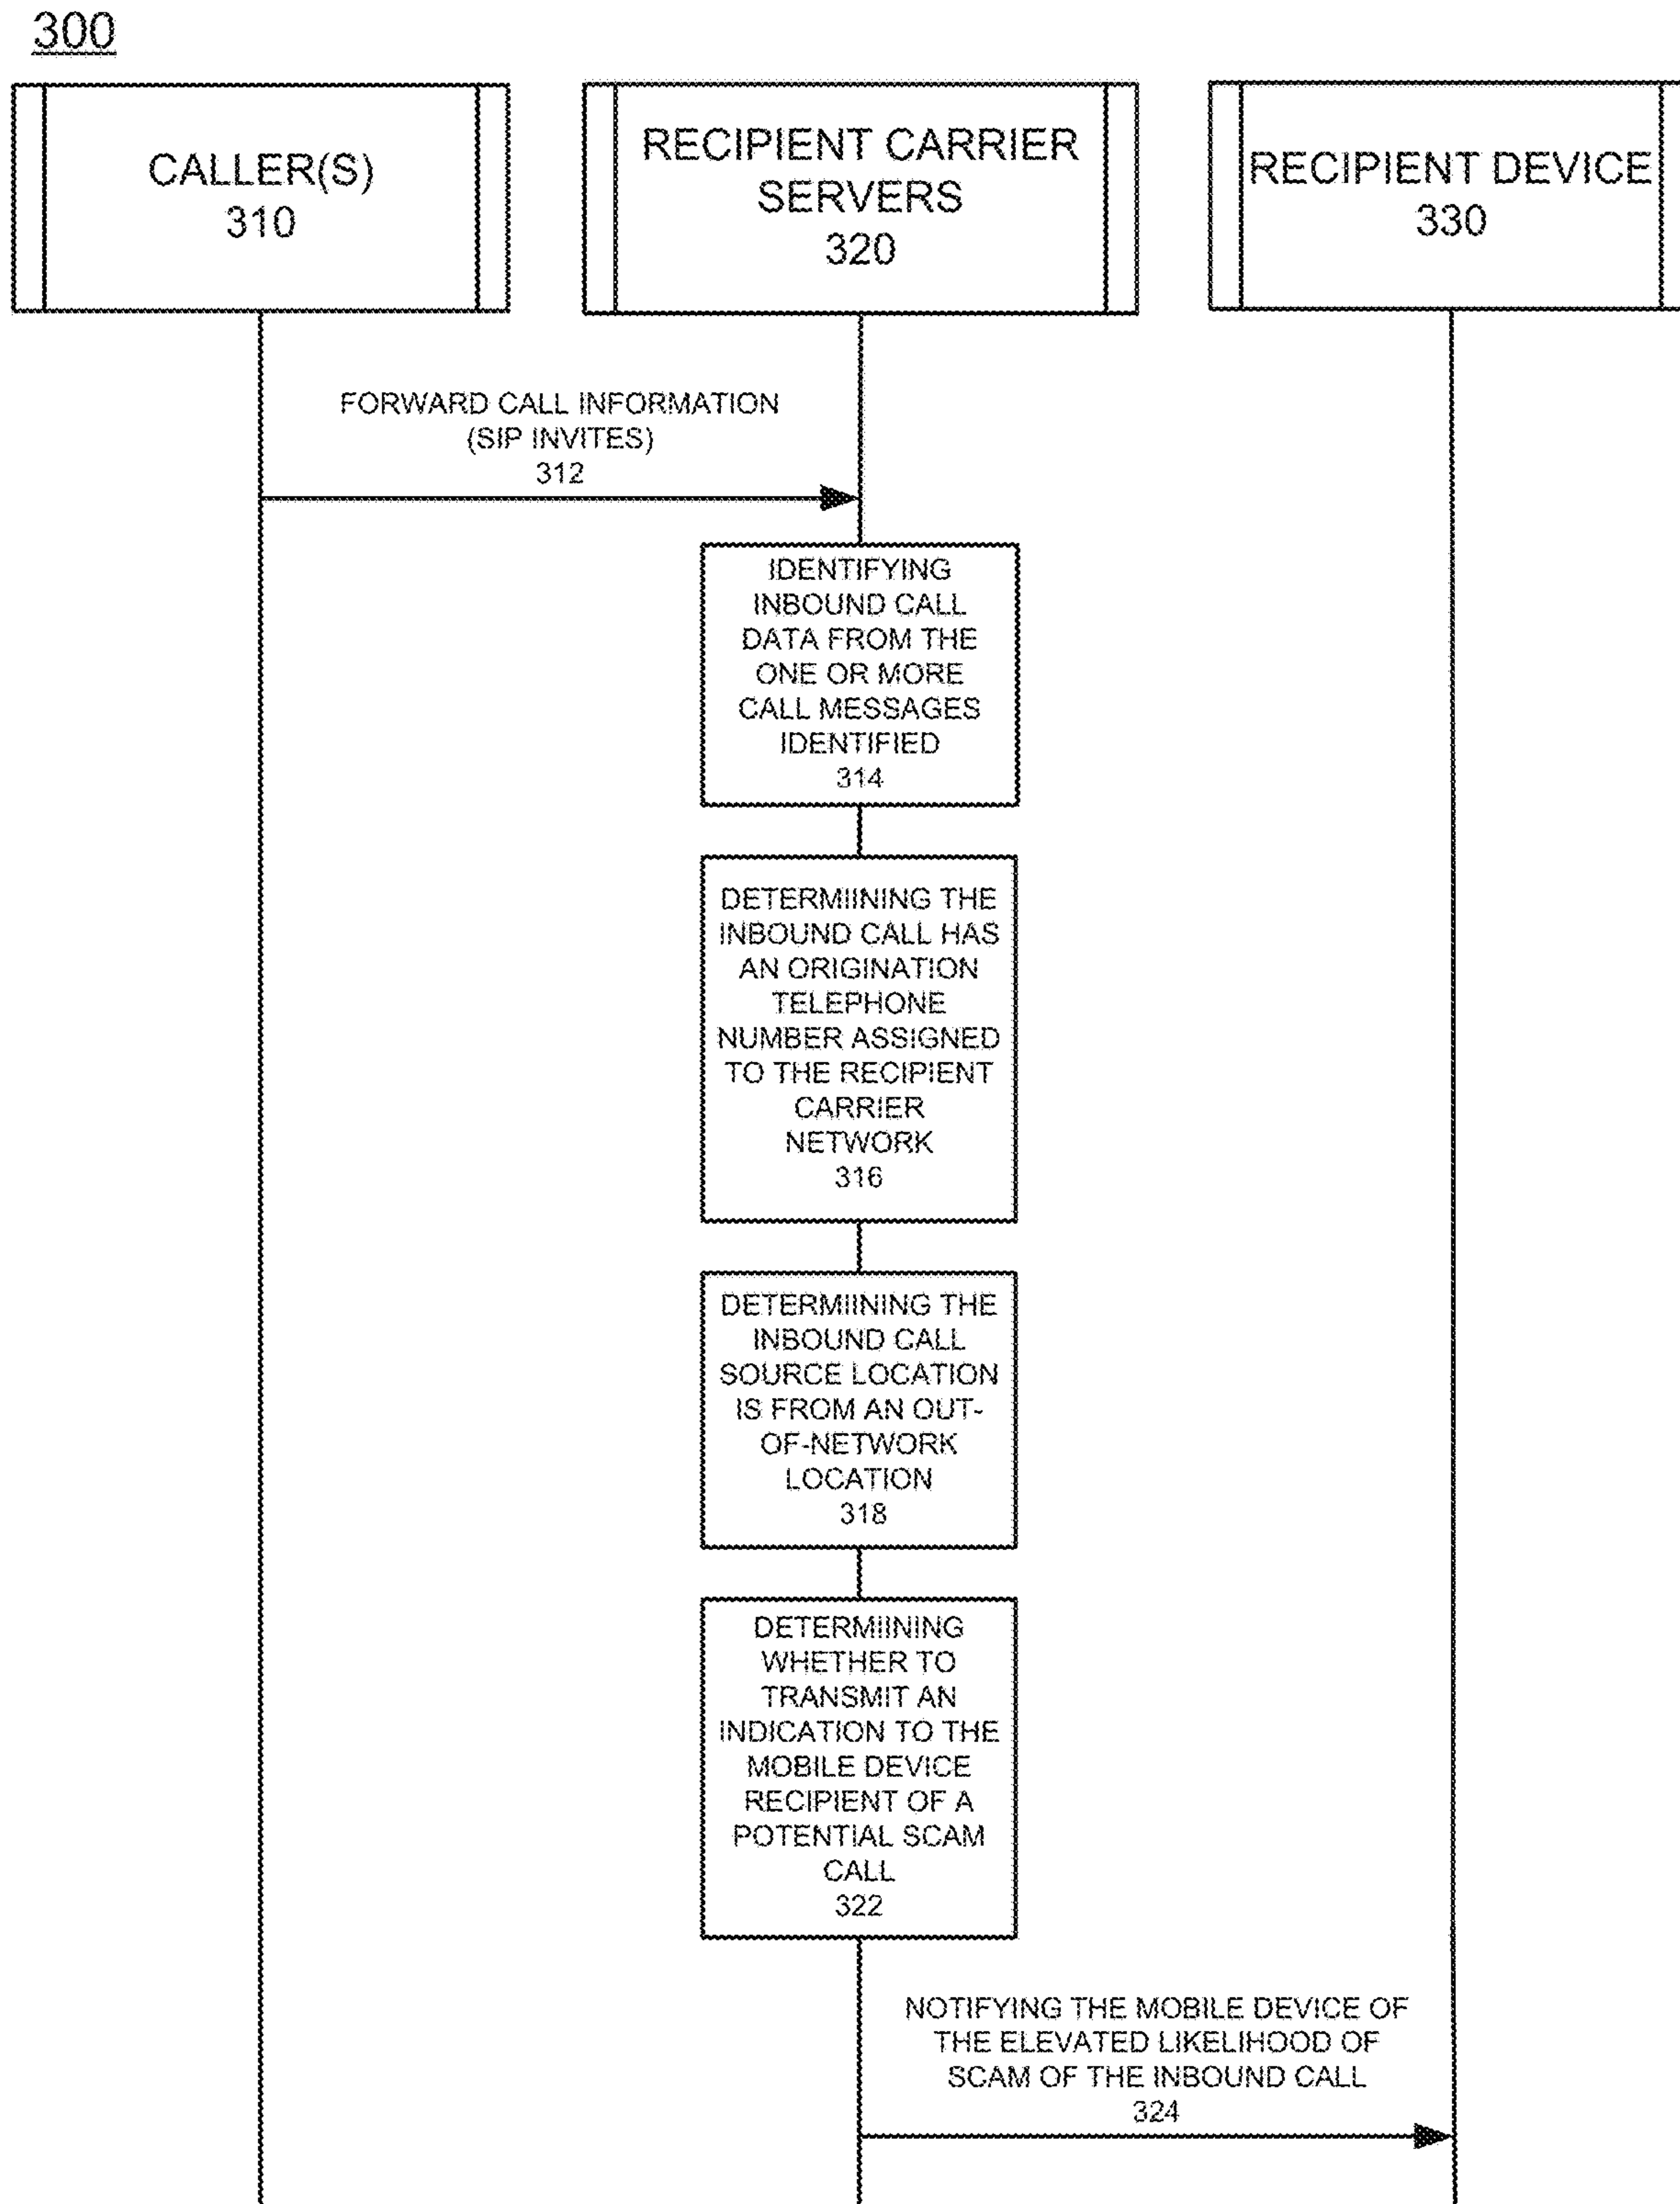 300
CALLER(S)
310
RECIPIENT CARRIER
SERVERS
320
RECIPIENT DEVICE
330
FORWARD CALL INFORMATION
(SIP INVITES)
312
IDENTIFYING
INBOUND CALL
DATA FROM THE
ONE OR MORE
CALL MESSAGES
IDENTIFIED
314
DETERMIINING THE
INBOUND CALL HAS
AN ORIGINATION
TELEPHONE
NUMBER ASSIGNED
TO THE RECIPIENT
CARRIER
NETWORK
316
DETERMIINING THE
INBOUND CALL
SOURCE LOCATION
IS FROM AN OUT-
OF-NETWORK
LOCATION
318
DETERMIINING
WHETHER TO
TRANSMIT AN
INDICATION TO THE
MOBILE DEVICE
RECIPIENT OF A
POTENTIAL SCAM
CALL
322
NOTIFYING THE MOBILE DEVICE OF
THE ELEVATED LIKELIHOOD OF
SCAM OF THE INBOUND CALL
324